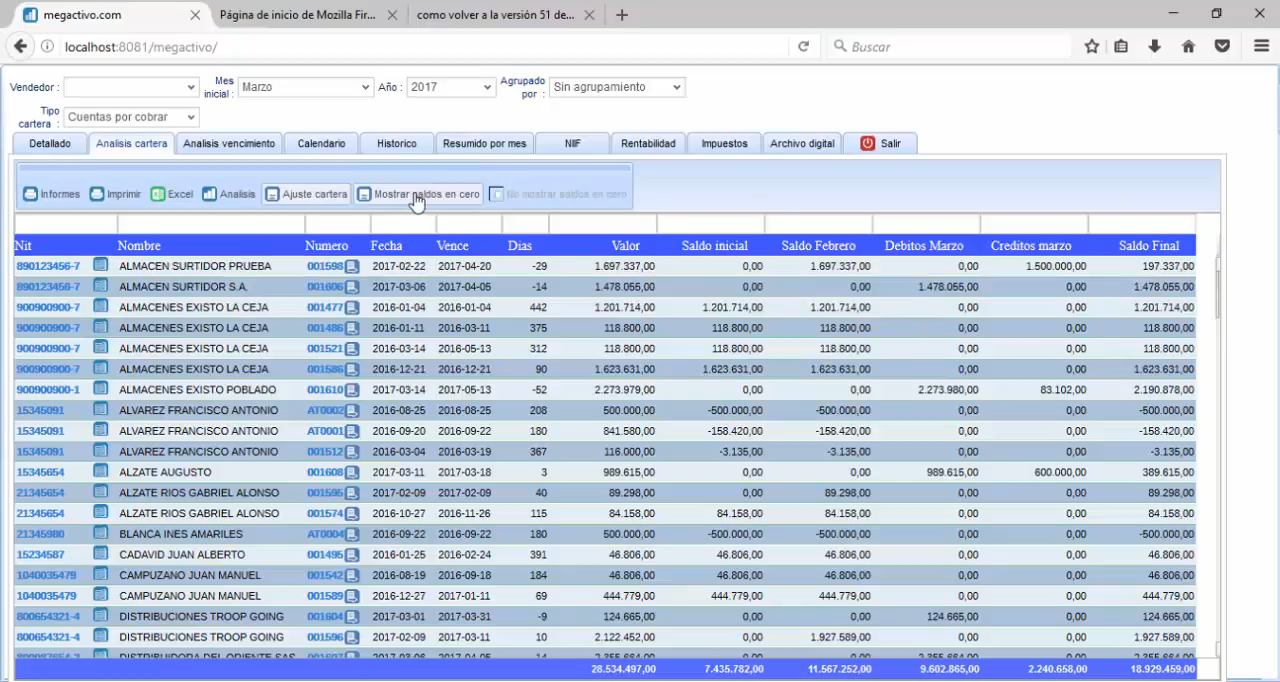 megactivo.com
Página de inicio de Mozilla Fir...
como volver a la versión 51 de...
localhost:8081/megactivo/
Buscar
Vendedor :
Mes inicial : Marzo
Año : 2017
Agrupado por : Sin agrupamiento
Tipo cartera : Cuentas por cobrar
Detallado Analisis cartera Analisis vencimiento Calendario Historico Resumido por mes NIIF Rentabilidad Impuestos Archivo digital Salir
Informes Imprimir Excel Analisis Ajuste cartera Mostrar saldos en cero No mostrar saldos en cero
Nit Nombre Numero Fecha Vence Dias Valor Saldo inicial Saldo Febrero Debitos Marzo Creditos marzo Saldo Final
890123456-7 ALMACEN SURTIDOR PRUEBA 001598 2017-02-22 2017-04-20 -29 1.697.337,00 0,00 1.697.337,00 0,00 1.500.000,00 197.337,00
890123456-7 ALMACEN SURTIDOR S.A. 001606 2017-03-06 2017-04-05 -14 1.478.055,00 0,00 0,00 1.478.055,00 0,00 1.478.055,00
900900900-7 ALMACENES EXISTO LA CEJA 001477 2016-01-04 2016-01-04 442 1.201.714,00 1.201.714,00 1.201.714,00 0,00 0,00 1.201.714,00
900900900-7 ALMACENES EXISTO LA CEJA 001486 2016-01-11 2016-03-11 375 118.800,00 118.800,00 118.800,00 0,00 0,00 118.800,00
900900900-7 ALMACENES EXISTO LA CEJA 001521 2016-03-14 2016-05-13 312 118.800,00 118.800,00 118.800,00 0,00 0,00 118.800,00
900900900-7 ALMACENES EXISTO LA CEJA 001586 2016-12-21 2016-12-21 90 1.623.631,00 1.623.631,00 1.623.631,00 0,00 0,00 1.623.631,00
900900900-1 ALMACENES EXISTO POBLADO 001610 2017-03-14 2017-05-13 -52 2.273.979,00 0,00 0,00 2.273.980,00 83.102,00 2.190.878,00
15345091 ALVAREZ FRANCISCO ANTONIO AT0002 2016-08-25 2016-08-25 208 500.000,00 -500.000,00 -500.000,00 0,00 0,00 -500.000,00
15345091 ALVAREZ FRANCISCO ANTONIO AT0001 2016-09-20 2016-09-22 180 841.580,00 -158.420,00 -158.420,00 0,00 0,00 -158.420,00
15345091 ALVAREZ FRANCISCO ANTONIO 001512 2016-03-04 2016-03-19 367 116.000,00 -3.135,00 -3.135,00 0,00 0,00 -3.135,00
15345654 ALZATE AUGUSTO 001608 2017-03-11 2017-03-18 3 989.615,00 0,00 0,00 989.615,00 600.000,00 389.615,00
21345654 ALZATE RIOS GABRIEL ALONSO 001595 2017-02-09 2017-02-09 40 89.298,00 0,00 89.298,00 0,00 0,00 89.298,00
21345654 ALZATE RIOS GABRIEL ALONSO 001574 2016-10-27 2016-11-26 115 84.158,00 84.158,00 84.158,00 0,00 0,00 84.158,00
21345980 BLANCA INES AMARILES AT0004 2016-09-22 2016-09-22 180 500.000,00 -500.000,00 -500.000,00 0,00 0,00 -500.000,00
15234587 CADAVID JUAN ALBERTO 001495 2016-01-25 2016-02-24 391 46.806,00 46.806,00 46.806,00 0,00 0,00 46.806,00
1040035479 CAMPUZANO JUAN MANUEL 001542 2016-08-19 2016-09-18 184 46.806,00 46.806,00 46.806,00 0,00 0,00 46.806,00
1040035479 CAMPUZANO JUAN MANUEL 001589 2016-12-27 2017-01-11 69 444.779,00 444.779,00 444.779,00 0,00 0,00 444.779,00
800654321-4 DISTRIBUCIONES TROOP GOING 001604 2017-03-01 2017-03-31 -9 124.665,00 0,00 0,00 124.665,00 0,00 124.665,00
800654321-4 DISTRIBUCIONES TROOP GOING 001596 2017-02-09 2017-03-11 10 2.122.452,00 0,00 1.927.589,00 0,00 0,00 1.927.589,00
DISTRIBUIDORA DEL ORIENTE SAS 2017-03-06 2017-04-05 2.355.664,00 0,00 0,00 2.355.664,00 0,00 2.355.664,00
28.534.497,00 7.435.782,00 11.567.252,00 9.602.865,00 2.240.658,00 18.929.459,00